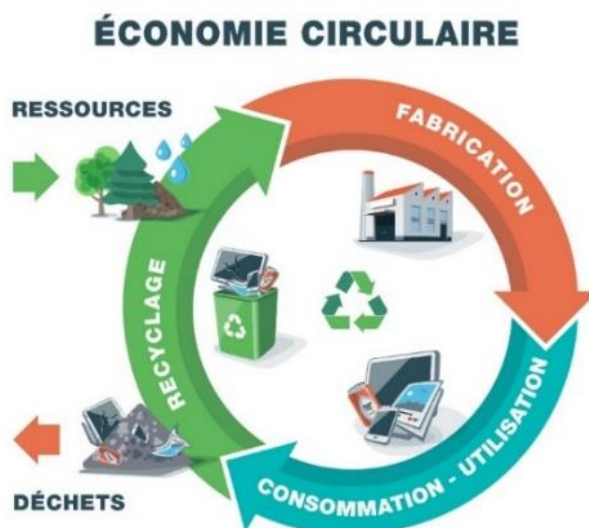 ÉCONOMIE CIRCULAIRE
RESSOURCES
FABRICATION
RECYCLAGE
CONSOMMATION - UTILISATION
DÉCHETS